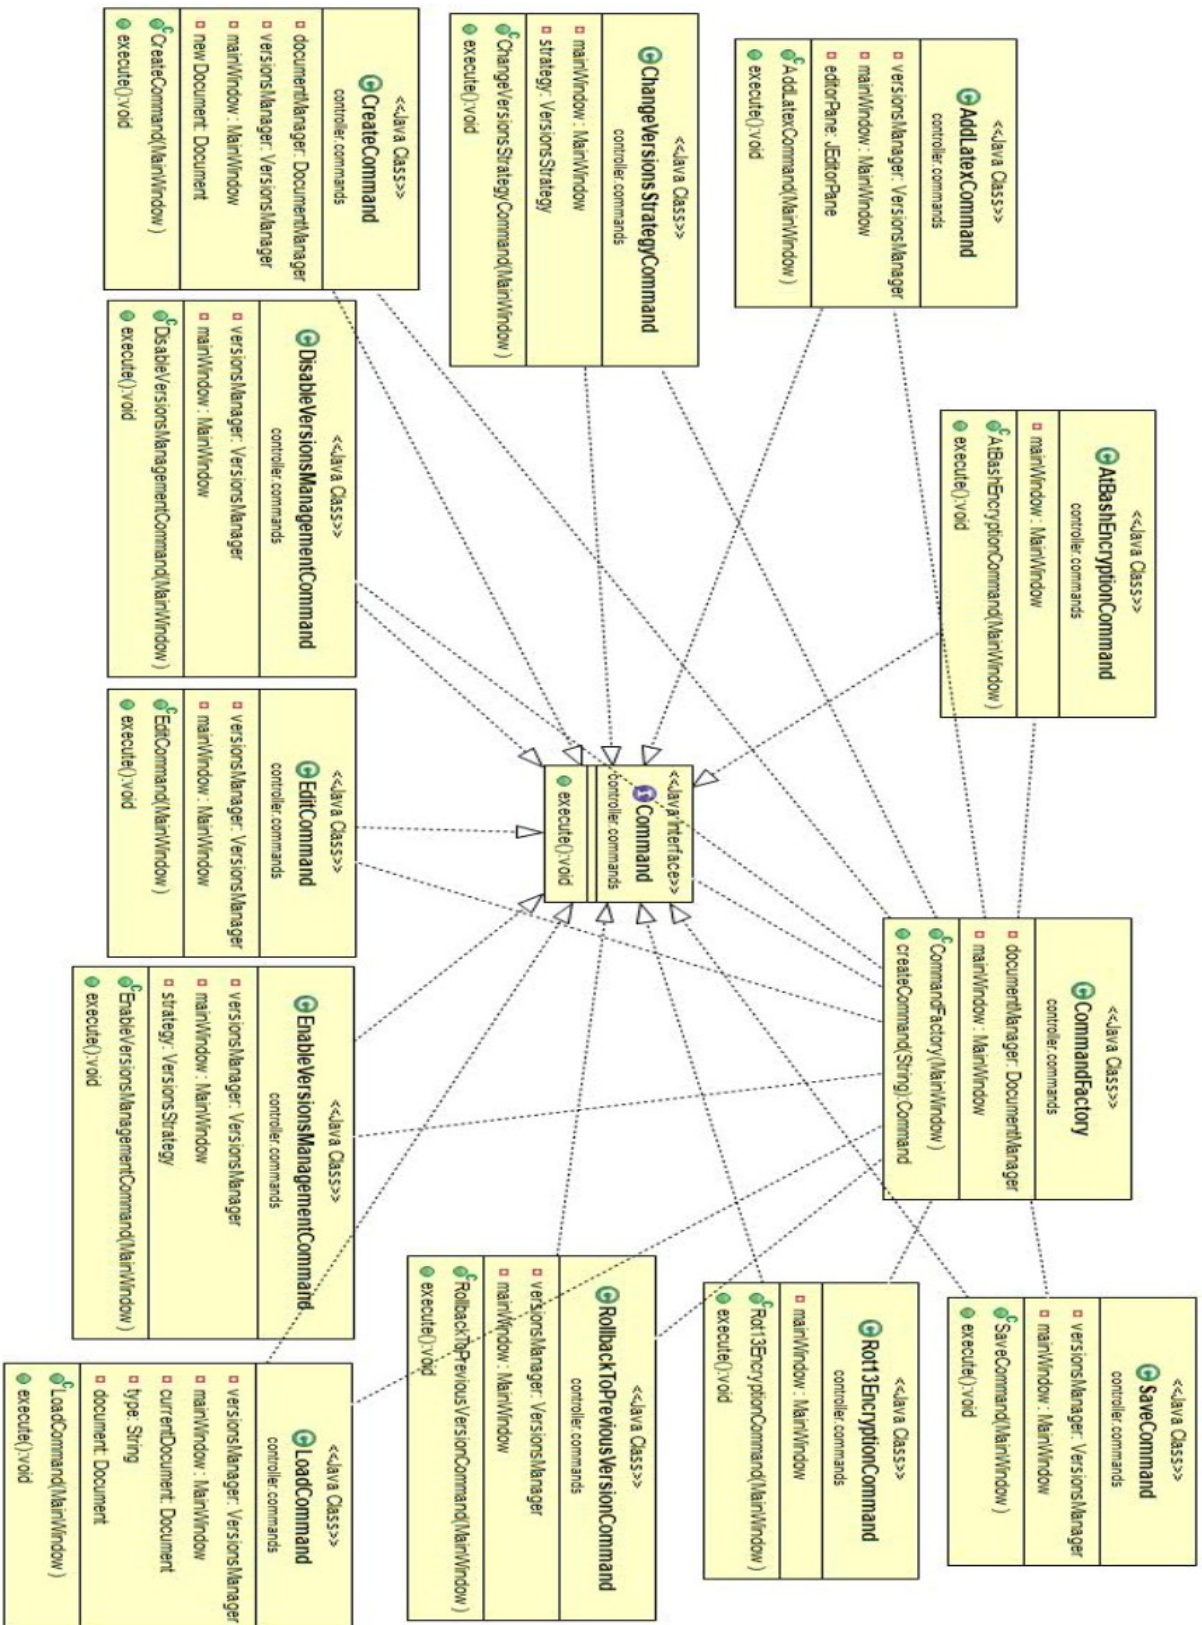 <<Java Class>>
AddLatexCommand
controller.commands
versionsManager: VersionsManager
mainWindow: MainWindow
editorPane: JEditorPane
AddLatexCommand(MainWindow)
execute():void
<<Java Class>>
AtBashEncryptionCommand
controller.commands
mainWindow: MainWindow
AtBashEncryptionCommand(MainWindow)
execute():void
<<Java Class>>
CommandFactory
controller.commands
documentManager: DocumentManager
mainWindow: MainWindow
CommandFactory(MainWindow)
createCommand(String):Command
<<Java Class>>
SaveCommand
controller.commands
versionsManager: VersionsManager
mainWindow: MainWindow
SaveCommand(MainWindow)
execute():void
<<Java Class>>
Rot13EncryptionCommand
controller.commands
mainWindow: MainWindow
Rot13EncryptionCommand(MainWindow)
execute():void
<<Java Class>>
ChangeVersionsStrategyCommand
controller.commands
mainWindow: MainWindow
strategy: VersionsStrategy
ChangeVersionsStrategyCommand(MainWindow)
execute():void
<<Java Interface>>
Command
controller.commands
execute():void
<<Java Class>>
RollbackToPreviousVersionCommand
controller.commands
versionsManager: VersionsManager
mainWindow: MainWindow
RollbackToPreviousVersionCommand(MainWindow)
execute():void
<<Java Class>>
CreateCommand
controller.commands
documentManager: DocumentManager
versionsManager: VersionsManager
mainWindow: MainWindow
newDocument: Document
CreateCommand(MainWindow)
execute():void
<<Java Class>>
DisableVersionsManagementCommand
controller.commands
versionsManager: VersionsManager
mainWindow: MainWindow
DisableVersionsManagementCommand(MainWindow)
execute():void
<<Java Class>>
EditCommand
controller.commands
versionsManager: VersionsManager
mainWindow: MainWindow
EditCommand(MainWindow)
execute():void
<<Java Class>>
EnableVersionsManagementCommand
controller.commands
versionsManager: VersionsManager
mainWindow: MainWindow
strategy: VersionsStrategy
EnableVersionsManagementCommand(MainWindow)
execute():void
<<Java Class>>
LoadCommand
controller.commands
versionsManager: VersionsManager
mainWindow: MainWindow
currentDocument: Document
type: String
document: Document
LoadCommand(MainWindow)
execute():void